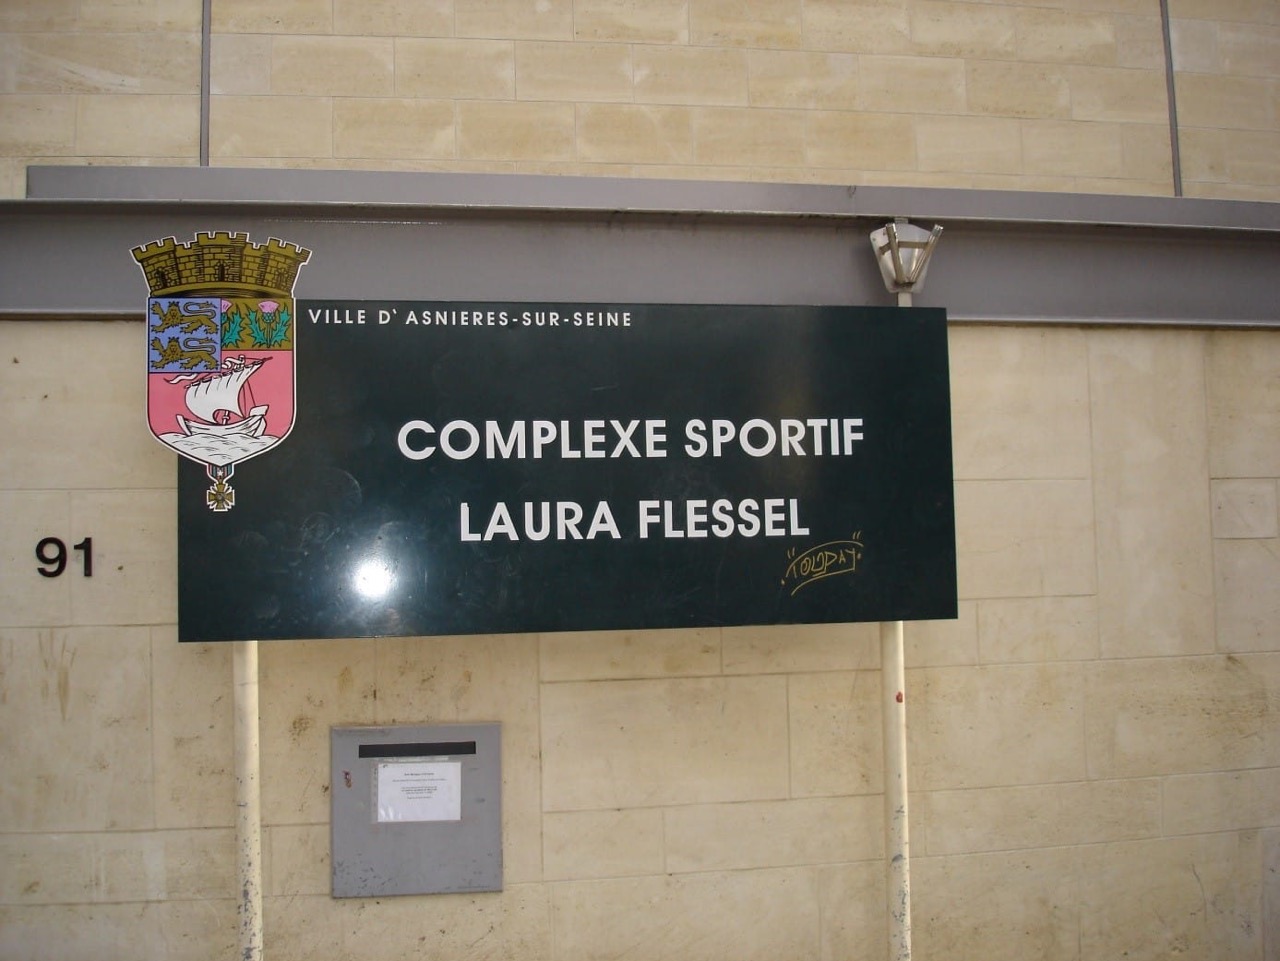 VILLE D'ASNIERES-SUR-SEINE
COMPLEXE SPORTIF
LAURA FLESSEL
91